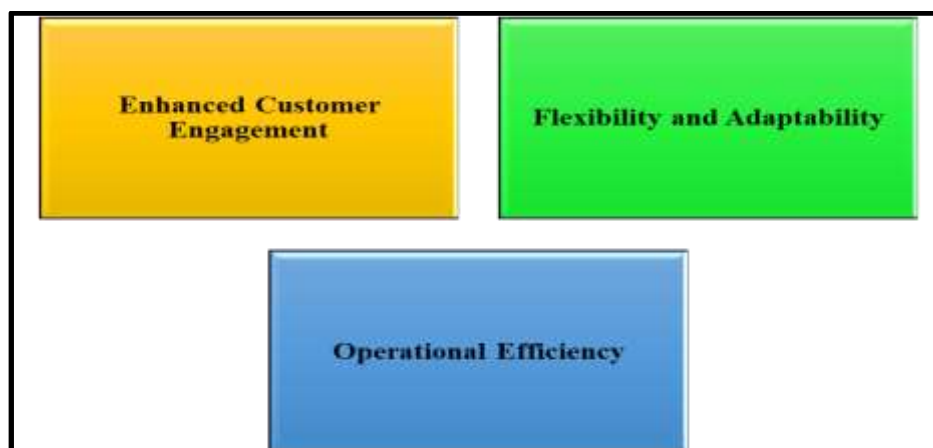 Enhanced Customer
Engagement
Flexibility and Adaptability
Operational Efficiency